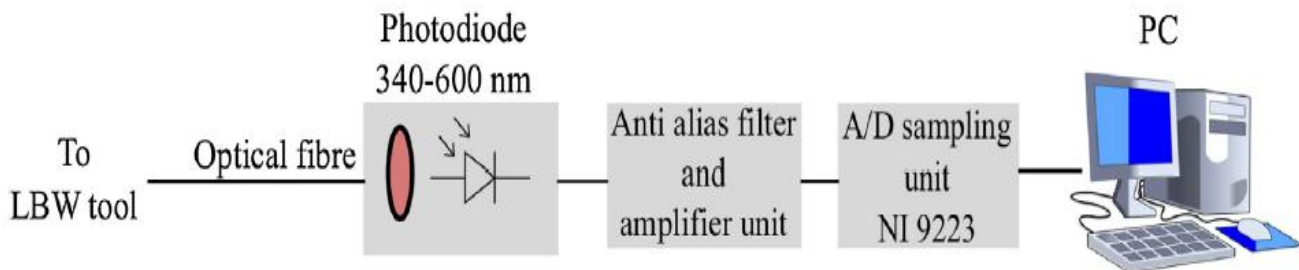 To
LBW tool
Optical fibre
Photodiode
340-600 nm
Anti alias filter
and
amplifier unit
A/D sampling
unit
NI 9223
PC